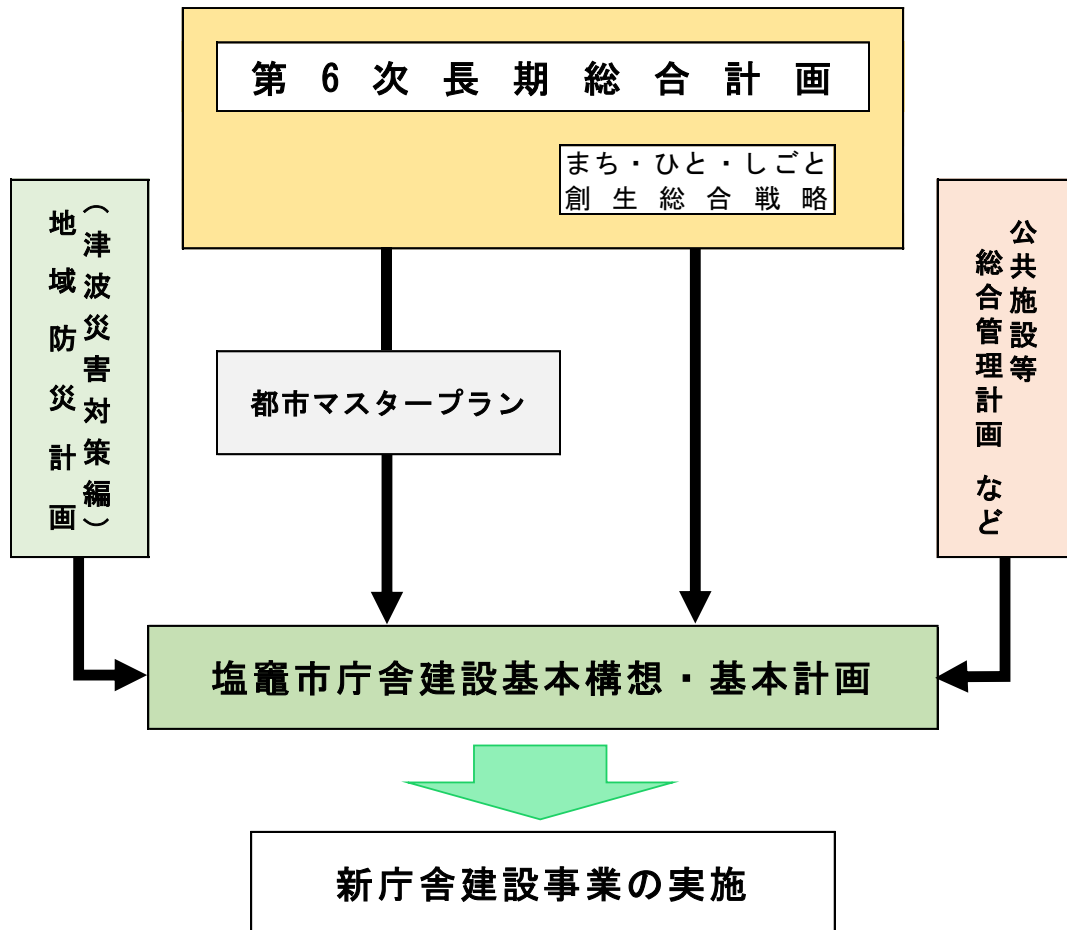 第６次長期総合計画
まち・ひと・しごと
創生総合戦略
地域防災計画
（津波災害対策編）
公共施設等
総合管理計画 など
都市マスタープラン
塩竈市庁舎建設基本構想・基本計画
新庁舎建設事業の実施